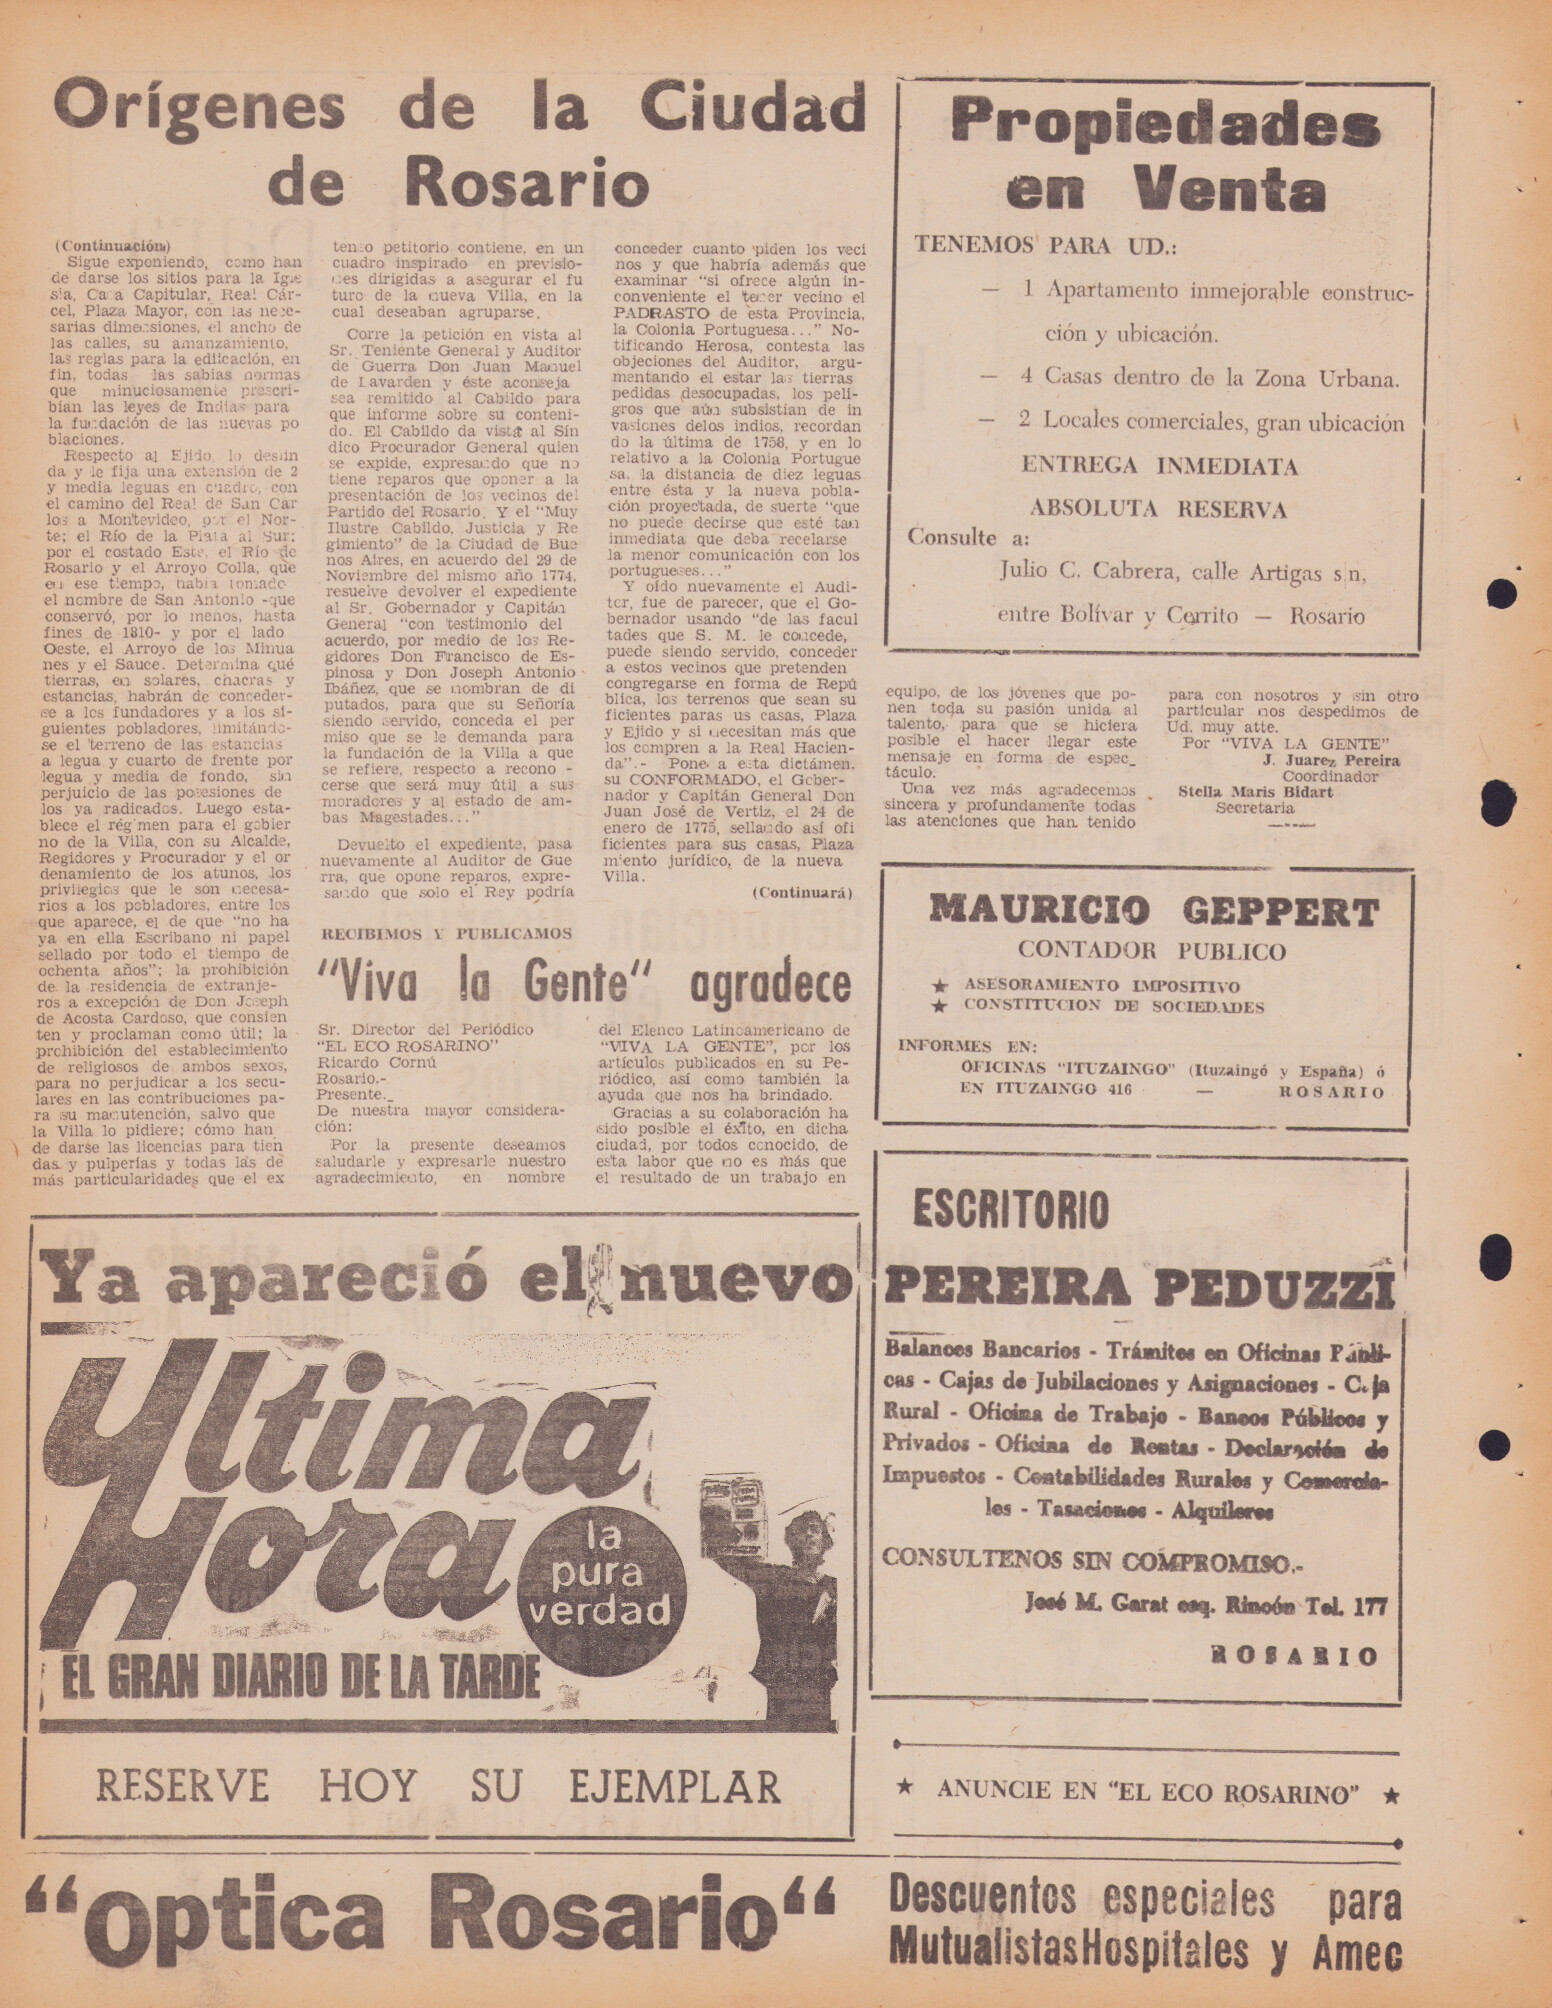 Orígenes de la Ciudad
de Rosario
(Continuación)
Sigue exponiendo, como han
de darse los sitios para la Igle
sia, Casa Capitular, Real Cár-
cel, Plaza Mayor, con las nece-
sarias dimensiones, el ancho de
las calles, su amanzamiento,
las reglas para la edificación, en
fin, todas las sabias normas
que minuciosamente prescri-
bían las leyes de Indias para
la fundación de las nuevas po
blaciones.
Respecto al Ejido, lo deslin
da y le fija una extensión de 2
y media leguas en cuadro, con
el camino del Real de San Car
los a Montevideo, por el Nor-
te; el Río de la Plata al Sur;
por el costado Este, el Río de
Rosario y el Arroyo Colla, que
en ese tiempo, había tomado
el nombre de San Antonio -que
conservó, por lo menos, hasta
fines de 1810- y por el lado
Oeste, el Arroyo de los Minua
nes y el Sauce. Determina qué
tierras, en solares, chacras y
estancias, habrán de conceder-
se a los fundadores y a los si-
guientes pobladores, limitándo-
se el terreno de las estancias
a legua y cuarto de frente por
legua y media de fondo, sin
perjuicio de las posesiones de
los ya radicados. Luego esta-
blece el régimen para el gobier
no de la Villa, con su Alcalde,
Regidores y Procurador y el or
denamiento de los atunos, los
privilegios que le son necesa-
rios a los pobladores, entre los
que aparece, el de que "no ha
ya en ella Escribano ni papel
sellado por todo el tiempo de
ochenta años"; la prohibición
de la residencia de extranje-
ros a excepción de Don Joseph
de Acosta Cardoso, que consien
ten y proclaman como útil; la
prohibición del establecimiento
de religiosos de ambos sexos,
para no perjudicar a los secu-
lares en las contribuciones pa-
ra su manutención, salvo que
la Villa lo pidiere; cómo han
de darse las licencias para tien
das y pulperías y todas las de
más particularidades que el ex
tenso petitorio contiene, en un
cuadro inspirado en previsio-
nes dirigidas a asegurar el fu
turo de la nueva Villa, en la
cual deseaban agruparse.
Corre la petición en vista al
Sr. Teniente General y Auditor
de Guerra Don Juan Manuel
de Lavarden y éste aconseja
sea remitido al Cabildo para
que informe sobre su conteni-
do. El Cabildo da vista al Sín
dico Procurador General quien
se expide, expresando que no
tiene reparos que oponer a la
presentación de los vecinos del
Partido del Rosario. Y el "Muy
Ilustre Cabildo, Justicia y Re
gimiento" de la Ciudad de Bue
nos Aires, en acuerdo del 29 de
Noviembre del mismo año 1774,
resuelve devolver el expediente
al Sr. Gobernador y Capitán
General "con testimonio del
acuerdo, por medio de los Re-
gidores Don Francisco de Es-
pinosa y Don Joseph Antonio
Ibáñez, que se nombran de di
putados, para que su Señoría
siendo servido, conceda el per
miso que se le demanda para
la fundación de la Villa a que
se refiere, respecto a recono -
cerse que será muy útil a sus
moradores y al estado de am-
bas Magestades..."
Devuelto el expediente, pasa
nuevamente al Auditor de Gue
rra, que opone reparos, expre-
sando que solo el Rey podría
conceder cuanto piden los veci
nos y que habría además que
examinar "si ofrece algún in-
conveniente el tener vecino el
PADRASTO de esta Provincia,
la Colonia Portuguesa..." No-
tificando Herosa, contesta las
objeciones del Auditor, argu-
mentando el estar las tierras
pedidas desocupadas, los peli-
gros que aún subsistían de in
vasiones delos indios, recordan
do la última de 1758, y en lo
relativo a la Colonia Portugue
sa, la distancia de diez leguas
entre ésta y la nueva pobla-
ción proyectada, de suerte "que
no puede decirse que esté tan
inmediata que deba recelarse
la menor comunicación con los
portugueses..."
Y oído nuevamente el Audi-
tor, fue de parecer, que el Go-
bernador usando "de las facul
tades que S. M. le concede,
puede siendo servido, conceder
a estos vecinos que pretenden
congregarse en forma de Repú
blica, los terrenos que sean su
ficientes paras us casas, Plaza
y Ejido y si necesitan más que
los compren a la Real Hacien-
da".- Pone a esta dictámen,
su CONFORMADO, el Gober-
nador y Capitán General Don
Juan José de Vertiz, el 24 de
enero de 1775, sellando así ofi
ficientes para sus casas, Plaza
miento jurídico, de la nueva
Villa.
(Continuará)
RECIBIMOS Y PUBLICAMOS
"Viva la Gente" agradece
Sr. Director del Periódico
"EL ECO ROSARINO"
Ricardo Cornú
Rosario.-
Presente._
De nuestra mayor considera-
ción:
Por la presente deseamos
saludarle y expresarle nuestro
agradecimiento, en nombre
del Elenco Latinoamericano de
"VIVA LA GENTE", por los
artículos publicados en su Pe-
riódico, así como también la
ayuda que nos ha brindado.
Gracias a su colaboración ha
sido posible el éxito, en dicha
ciudad, por todos conocido, de
esta labor que no es más que
el resultado de un trabajo en
equipo, de los jóvenes que po-
nen toda su pasión unida al
talento, para que se hiciera
posible el hacer llegar este
mensaje en forma de espec_
táculo.
Una vez más agradecemos
sincera y profundamente todas
las atenciones que han tenido
para con nosotros y sin otro
particular nos despedimos de
Ud. muy atte.
Por "VIVA LA GENTE"
J. Juarez Pereira
Coordinador
Stella Maris Bidart
Secretaria
Propiedades
en Venta
TENEMOS PARA UD.:
— 1 Apartamento inmejorable construc-
ción y ubicación.
— 4 Casas dentro de la Zona Urbana.
— 2 Locales comerciales, gran ubicación
ENTREGA INMEDIATA
ABSOLUTA RESERVA
Consulte a:
Julio C. Cabrera, calle Artigas s|n,
entre Bolívar y Cerrito — Rosario
MAURICIO GEPPERT
CONTADOR PUBLICO
★ ASESORAMIENTO IMPOSITIVO
★ CONSTITUCION DE SOCIEDADES
INFORMES EN:
OFICINAS "ITUZAINGO" (Ituzaingó y España) ó
EN ITUZAINGO 416 — ROSARIO
ESCRITORIO
PEREIRA PEDUZZI
Balances Bancarios - Trámites en Oficinas Públi-
cas - Cajas de Jubilaciones y Asignaciones - Caja
Rural - Oficina de Trabajo - Bancos Públicos y
Privados - Oficina de Rentas - Declaración de
Impuestos - Contabilidades Rurales y Comercia-
les - Tasaciones - Alquileres
CONSULTENOS SIN COMPROMISO.-
José M. Garat esq. Rincón Tel. 177
ROSARIO
Ya apareció el nuevo
Ultima
Hora
la
pura
verdad
EL GRAN DIARIO DE LA TARDE
RESERVE HOY SU EJEMPLAR
★ ANUNCIE EN "EL ECO ROSARINO" ★
"Optica Rosario"
Descuentos especiales para
Mutualistas Hospitales y Amec